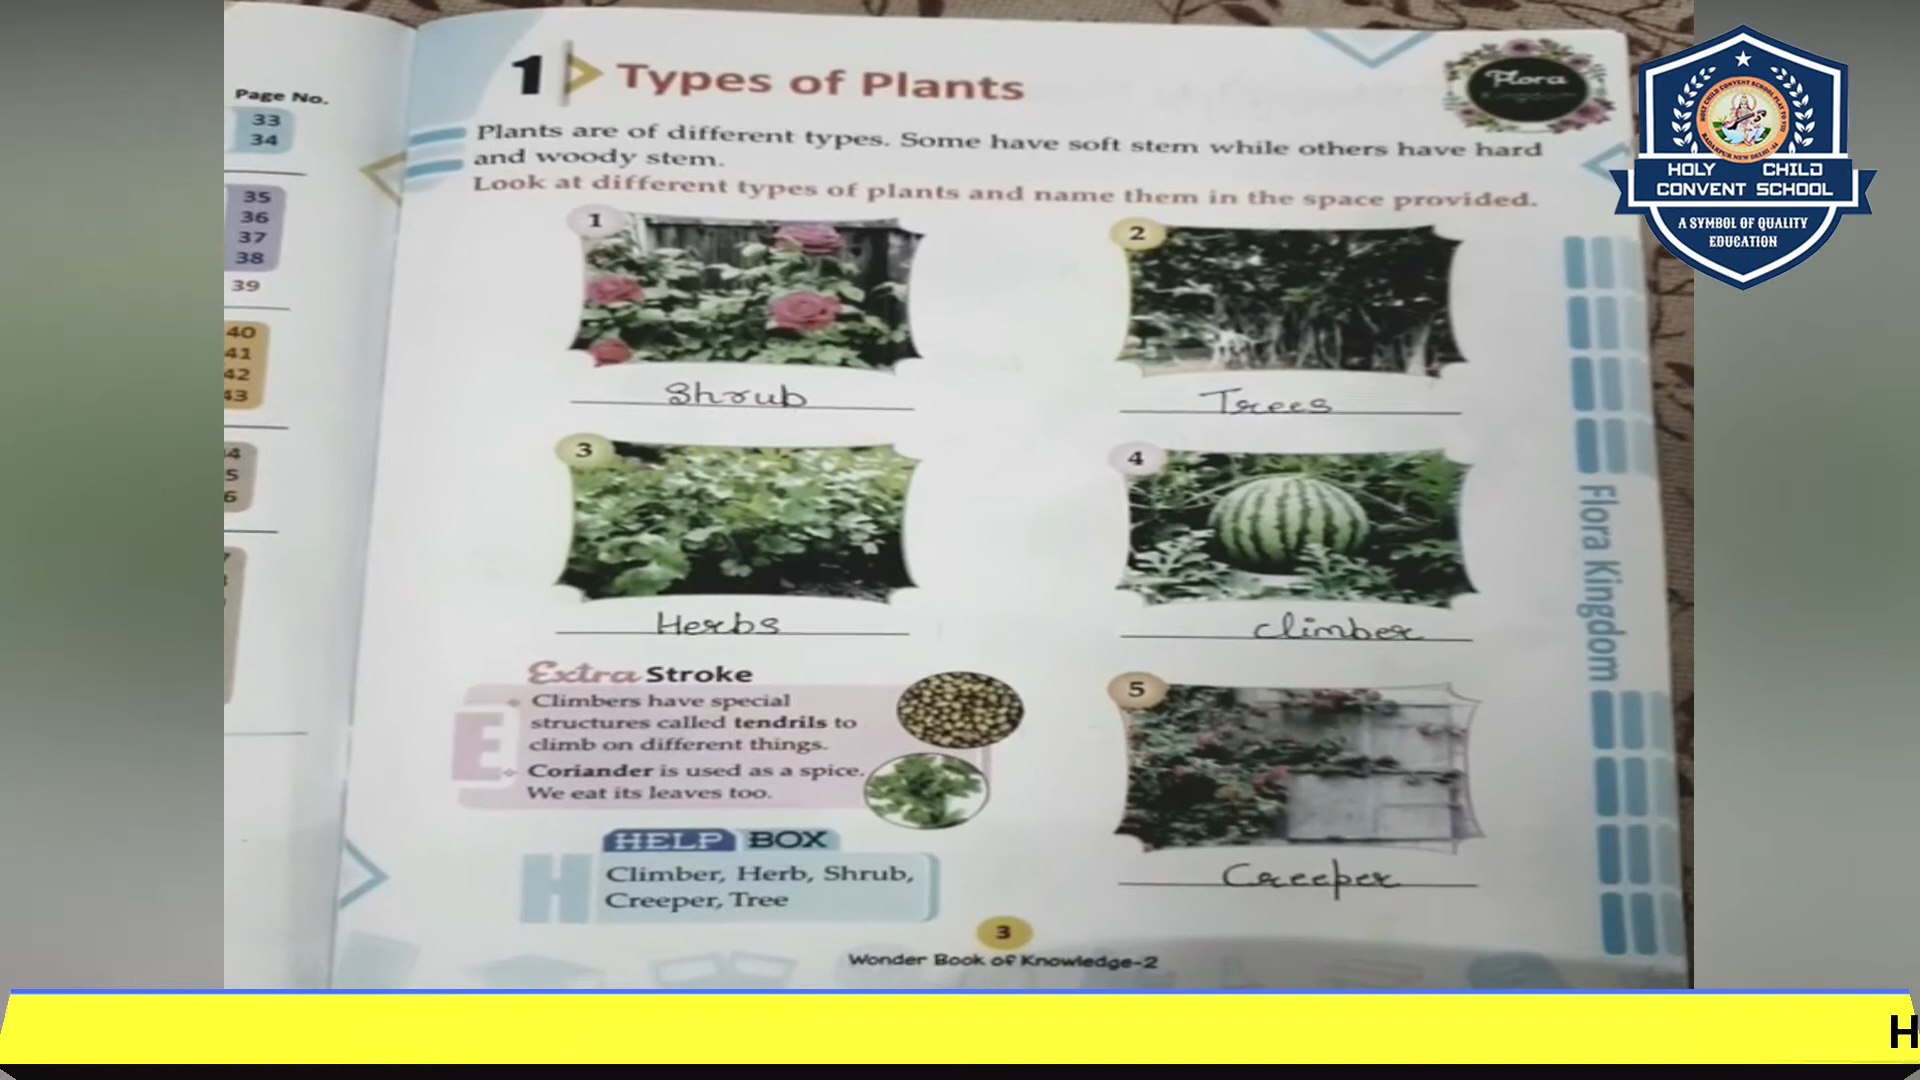 Page No.
33
34
35
36
37
38
39
40
41
42
43
1 Types of Plants
Flora
Kingdom
Plants are of different types. Some have soft stem while others have hard
and woody stem.
Look at different types of plants and name them in the space provided.
1
Shrub
2
Trees
3
Herbs
4
climber
Extra Stroke
E
Climbers have special
structures called tendrils to
climb on different things.
Coriander is used as a spice.
We eat its leaves too.
HELP BOX
H
Climber, Herb, Shrub,
Creeper, Tree
5
Creeper
Flora Kingdom
3
Wonder Book of Knowledge-2
HOLY CHILD
CONVENT SCHOOL
A SYMBOL OF QUALITY
EDUCATION
H